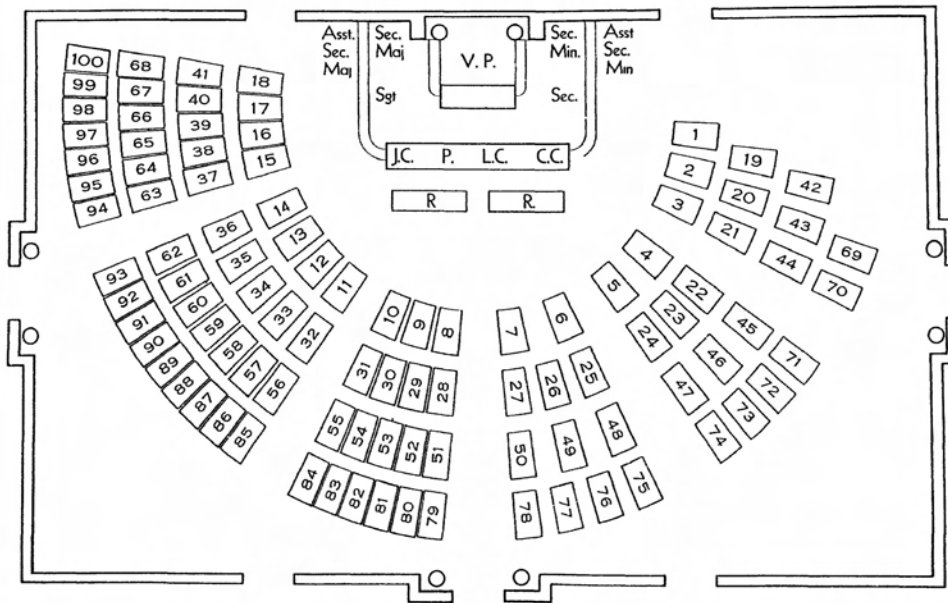 Asst. Sec. Maj
Sec. Maj
V. P.
Sec. Min.
Asst Sec. Min
Sgt
Sec.
J.C. P. L.C. C.C.
R R.
100 68 41 18
99 67 40 17
98 66 39 16
97 65 38 15
96 64 37
95 63
94
1 19 42
2 20 43 69
3 21 44 70
93 62 36 14
92 61 35 13
91 60 34 12
90 59 33 11
89 58 32
88 57
87 56
86
85
4 22 45 71
5 23 46 72
24 47 73
74
10 9 8
31 30 29 28
55 54 53 52 51
84 83 82 81 80 79
7 6
27 26 25
50 49 48
78 77 76 75